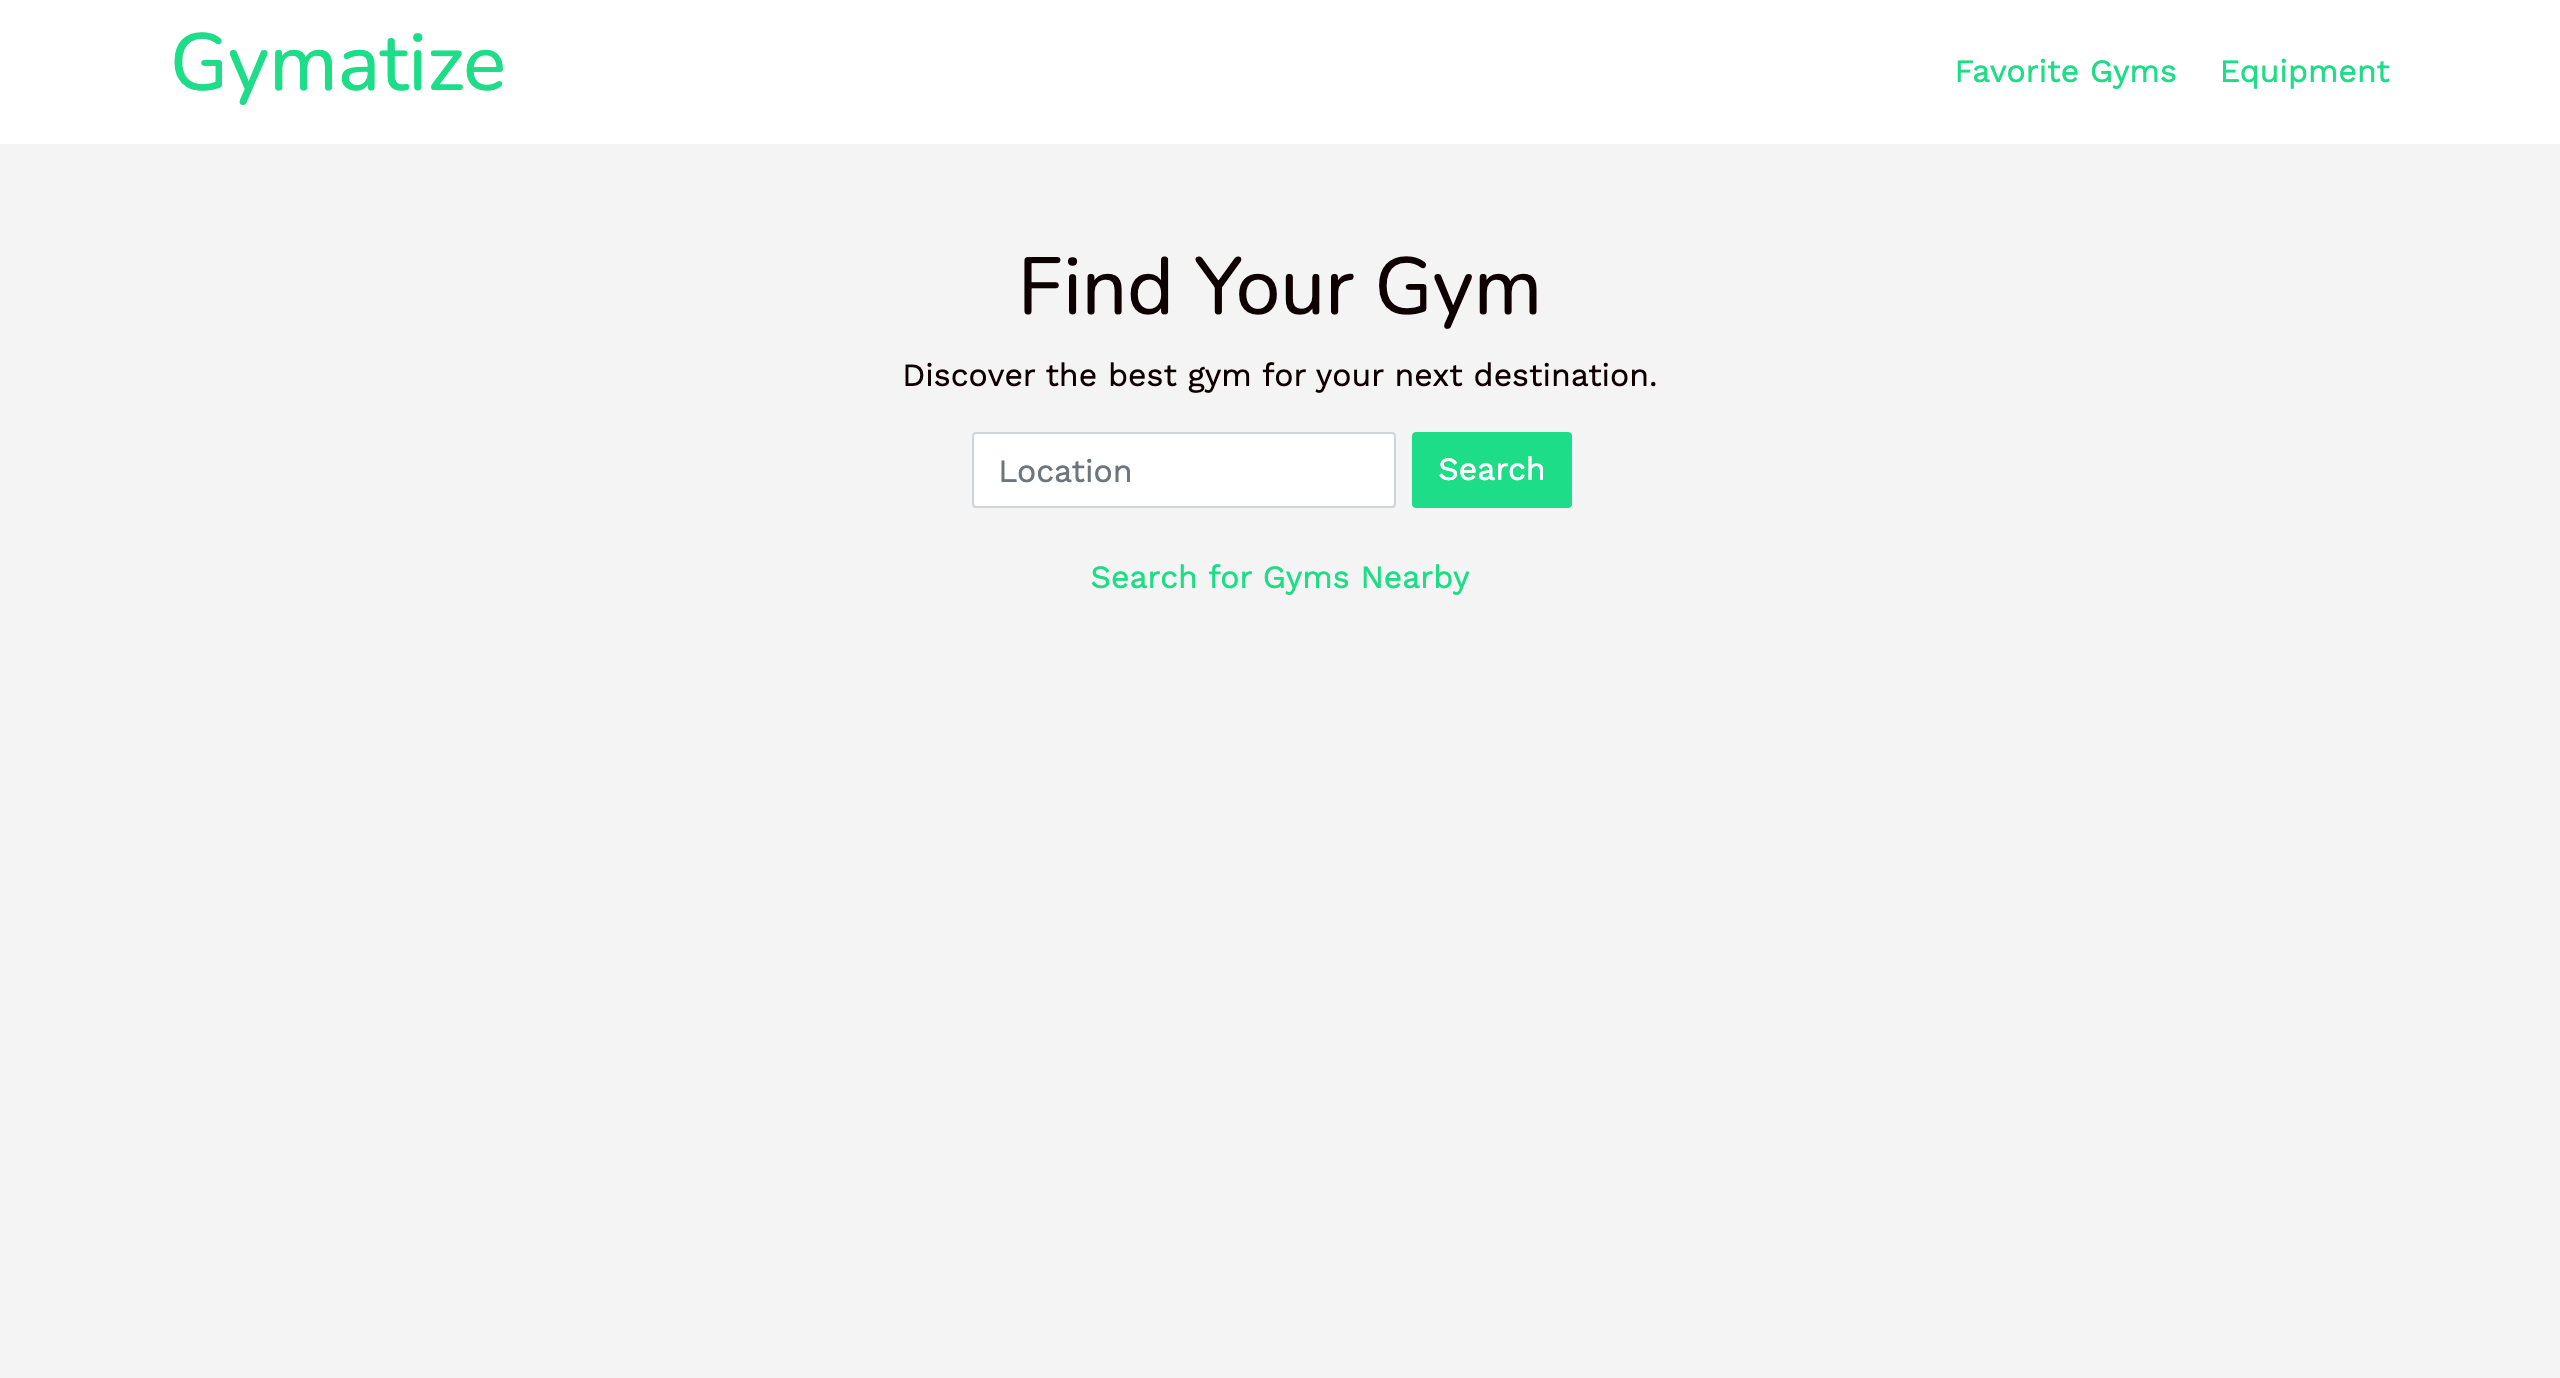 Gymatize
Favorite Gyms
Equipment
Find Your Gym
Discover the best gym for your next destination.
Location
Search
Search for Gyms Nearby